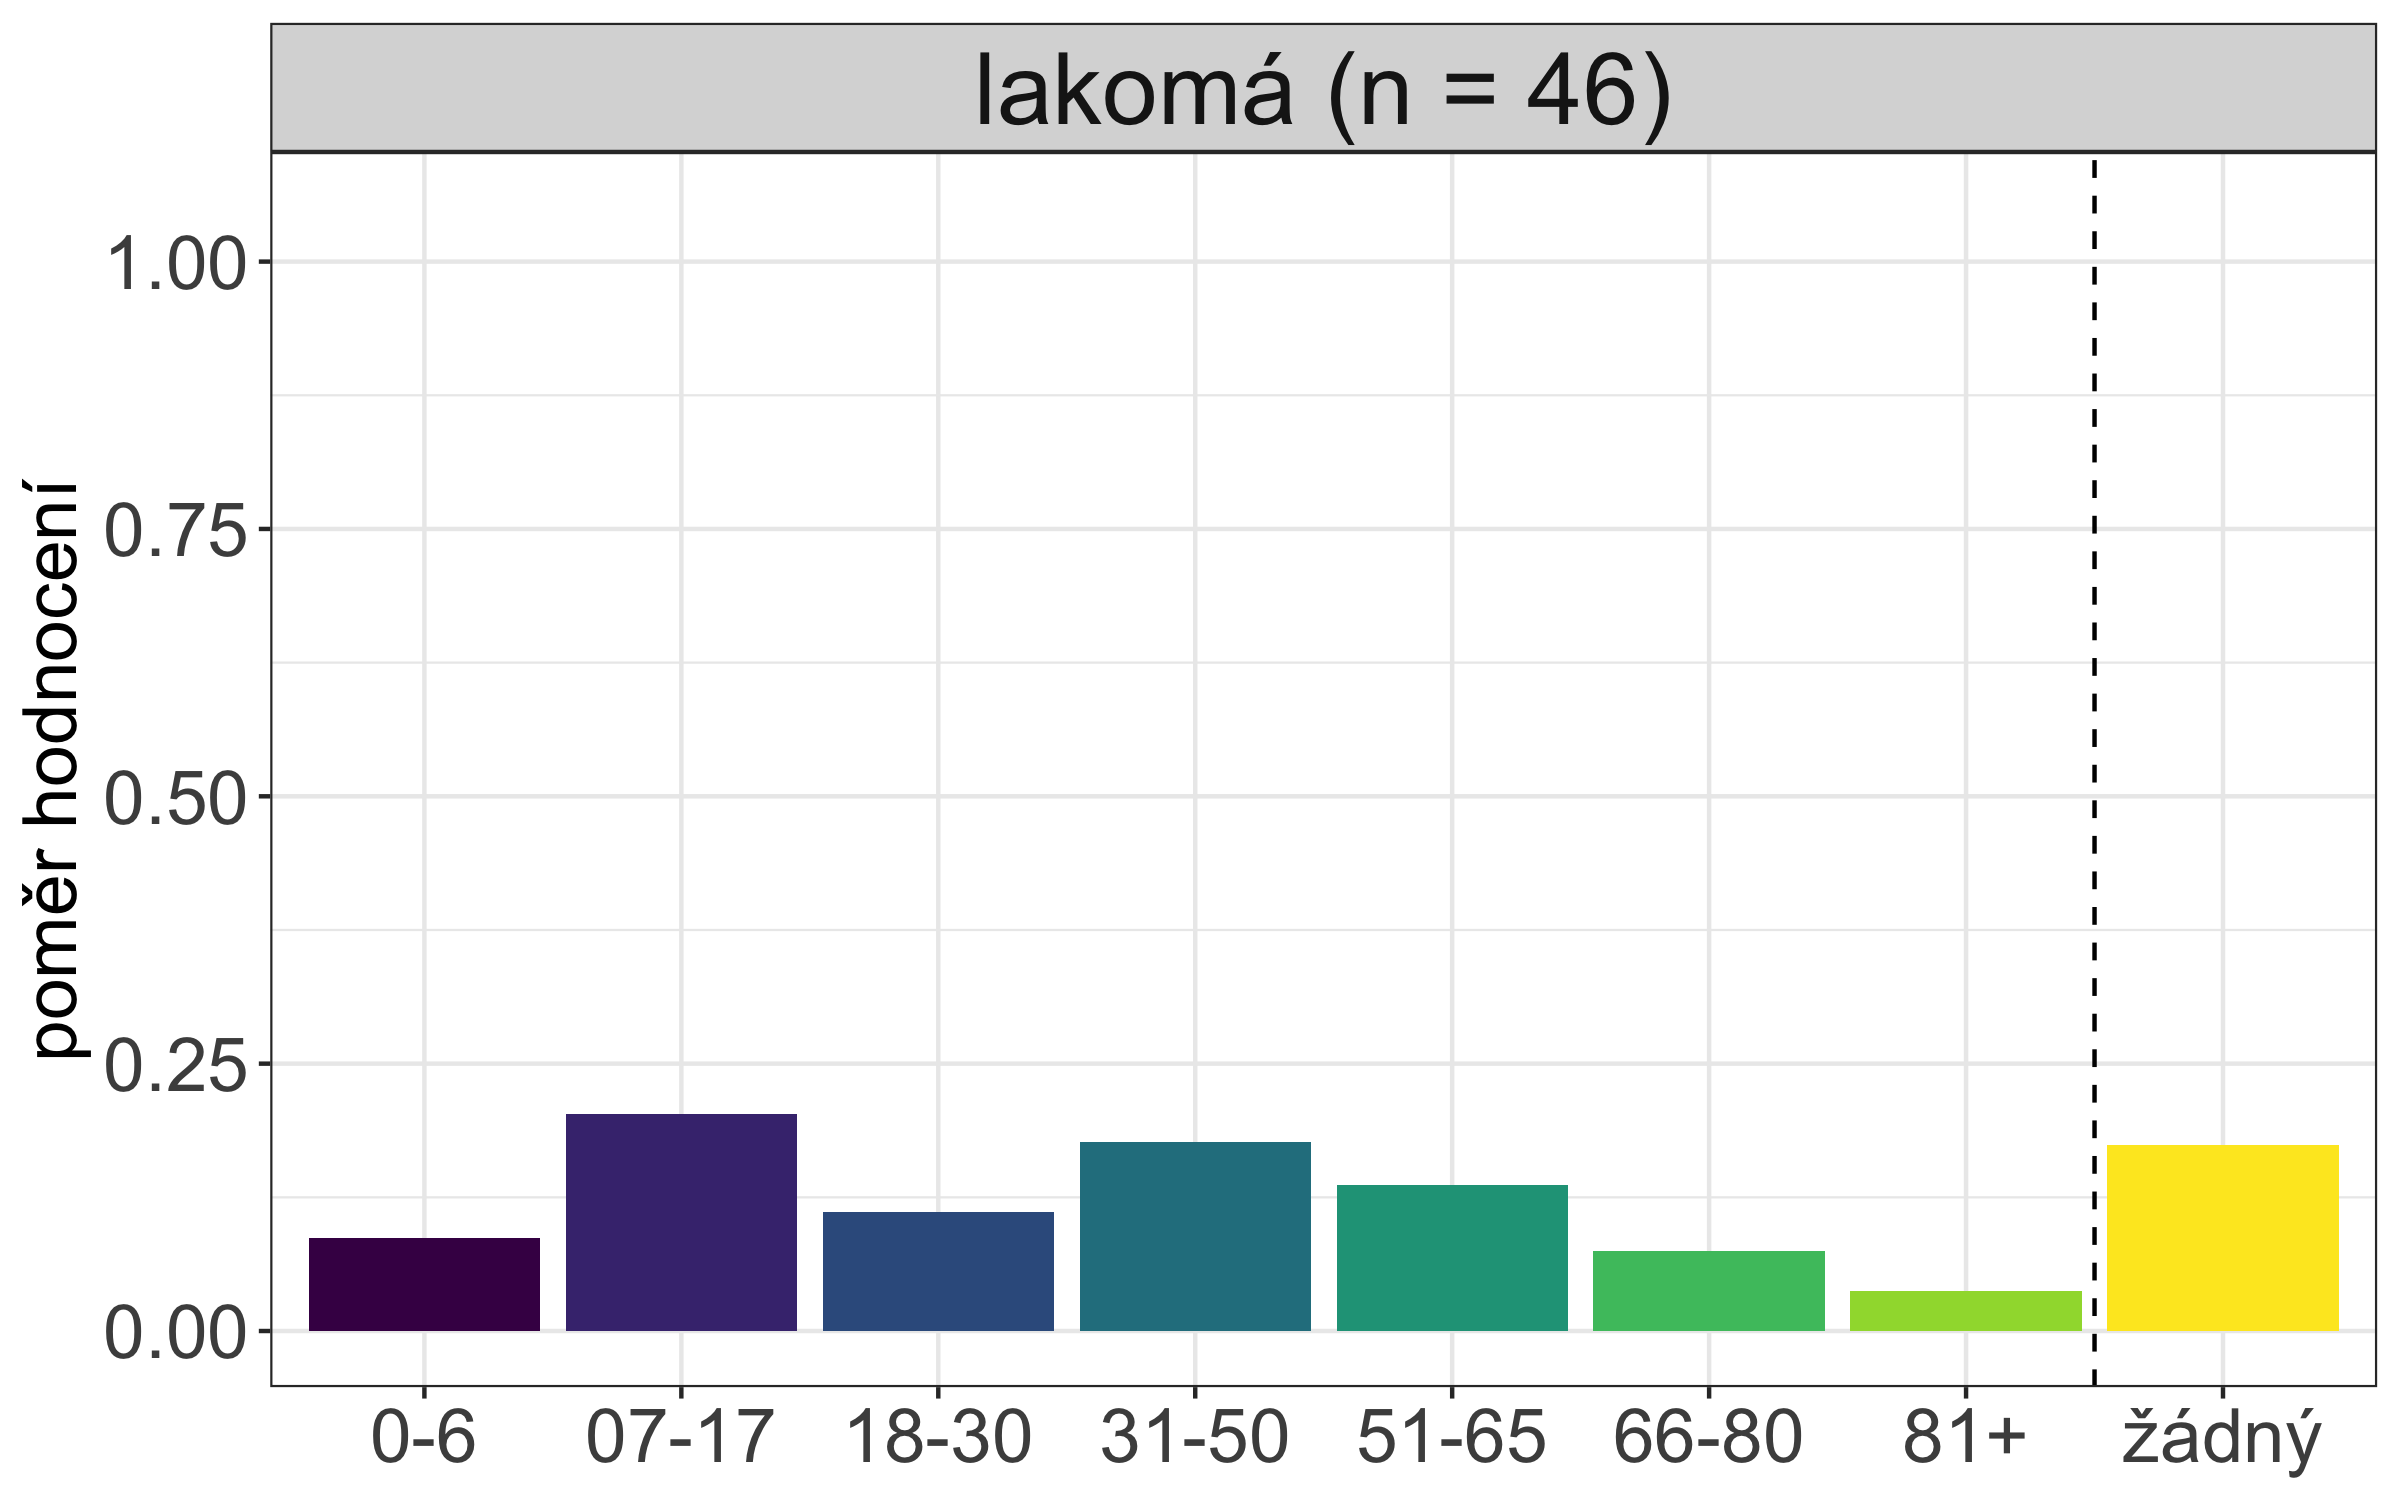 lakomá (n = 46)
poměr hodnocení
1.00
0.75
0.50
0.25
0.00
0-6 07-17 18-30 31-50 51-65 66-80 81+ žádný